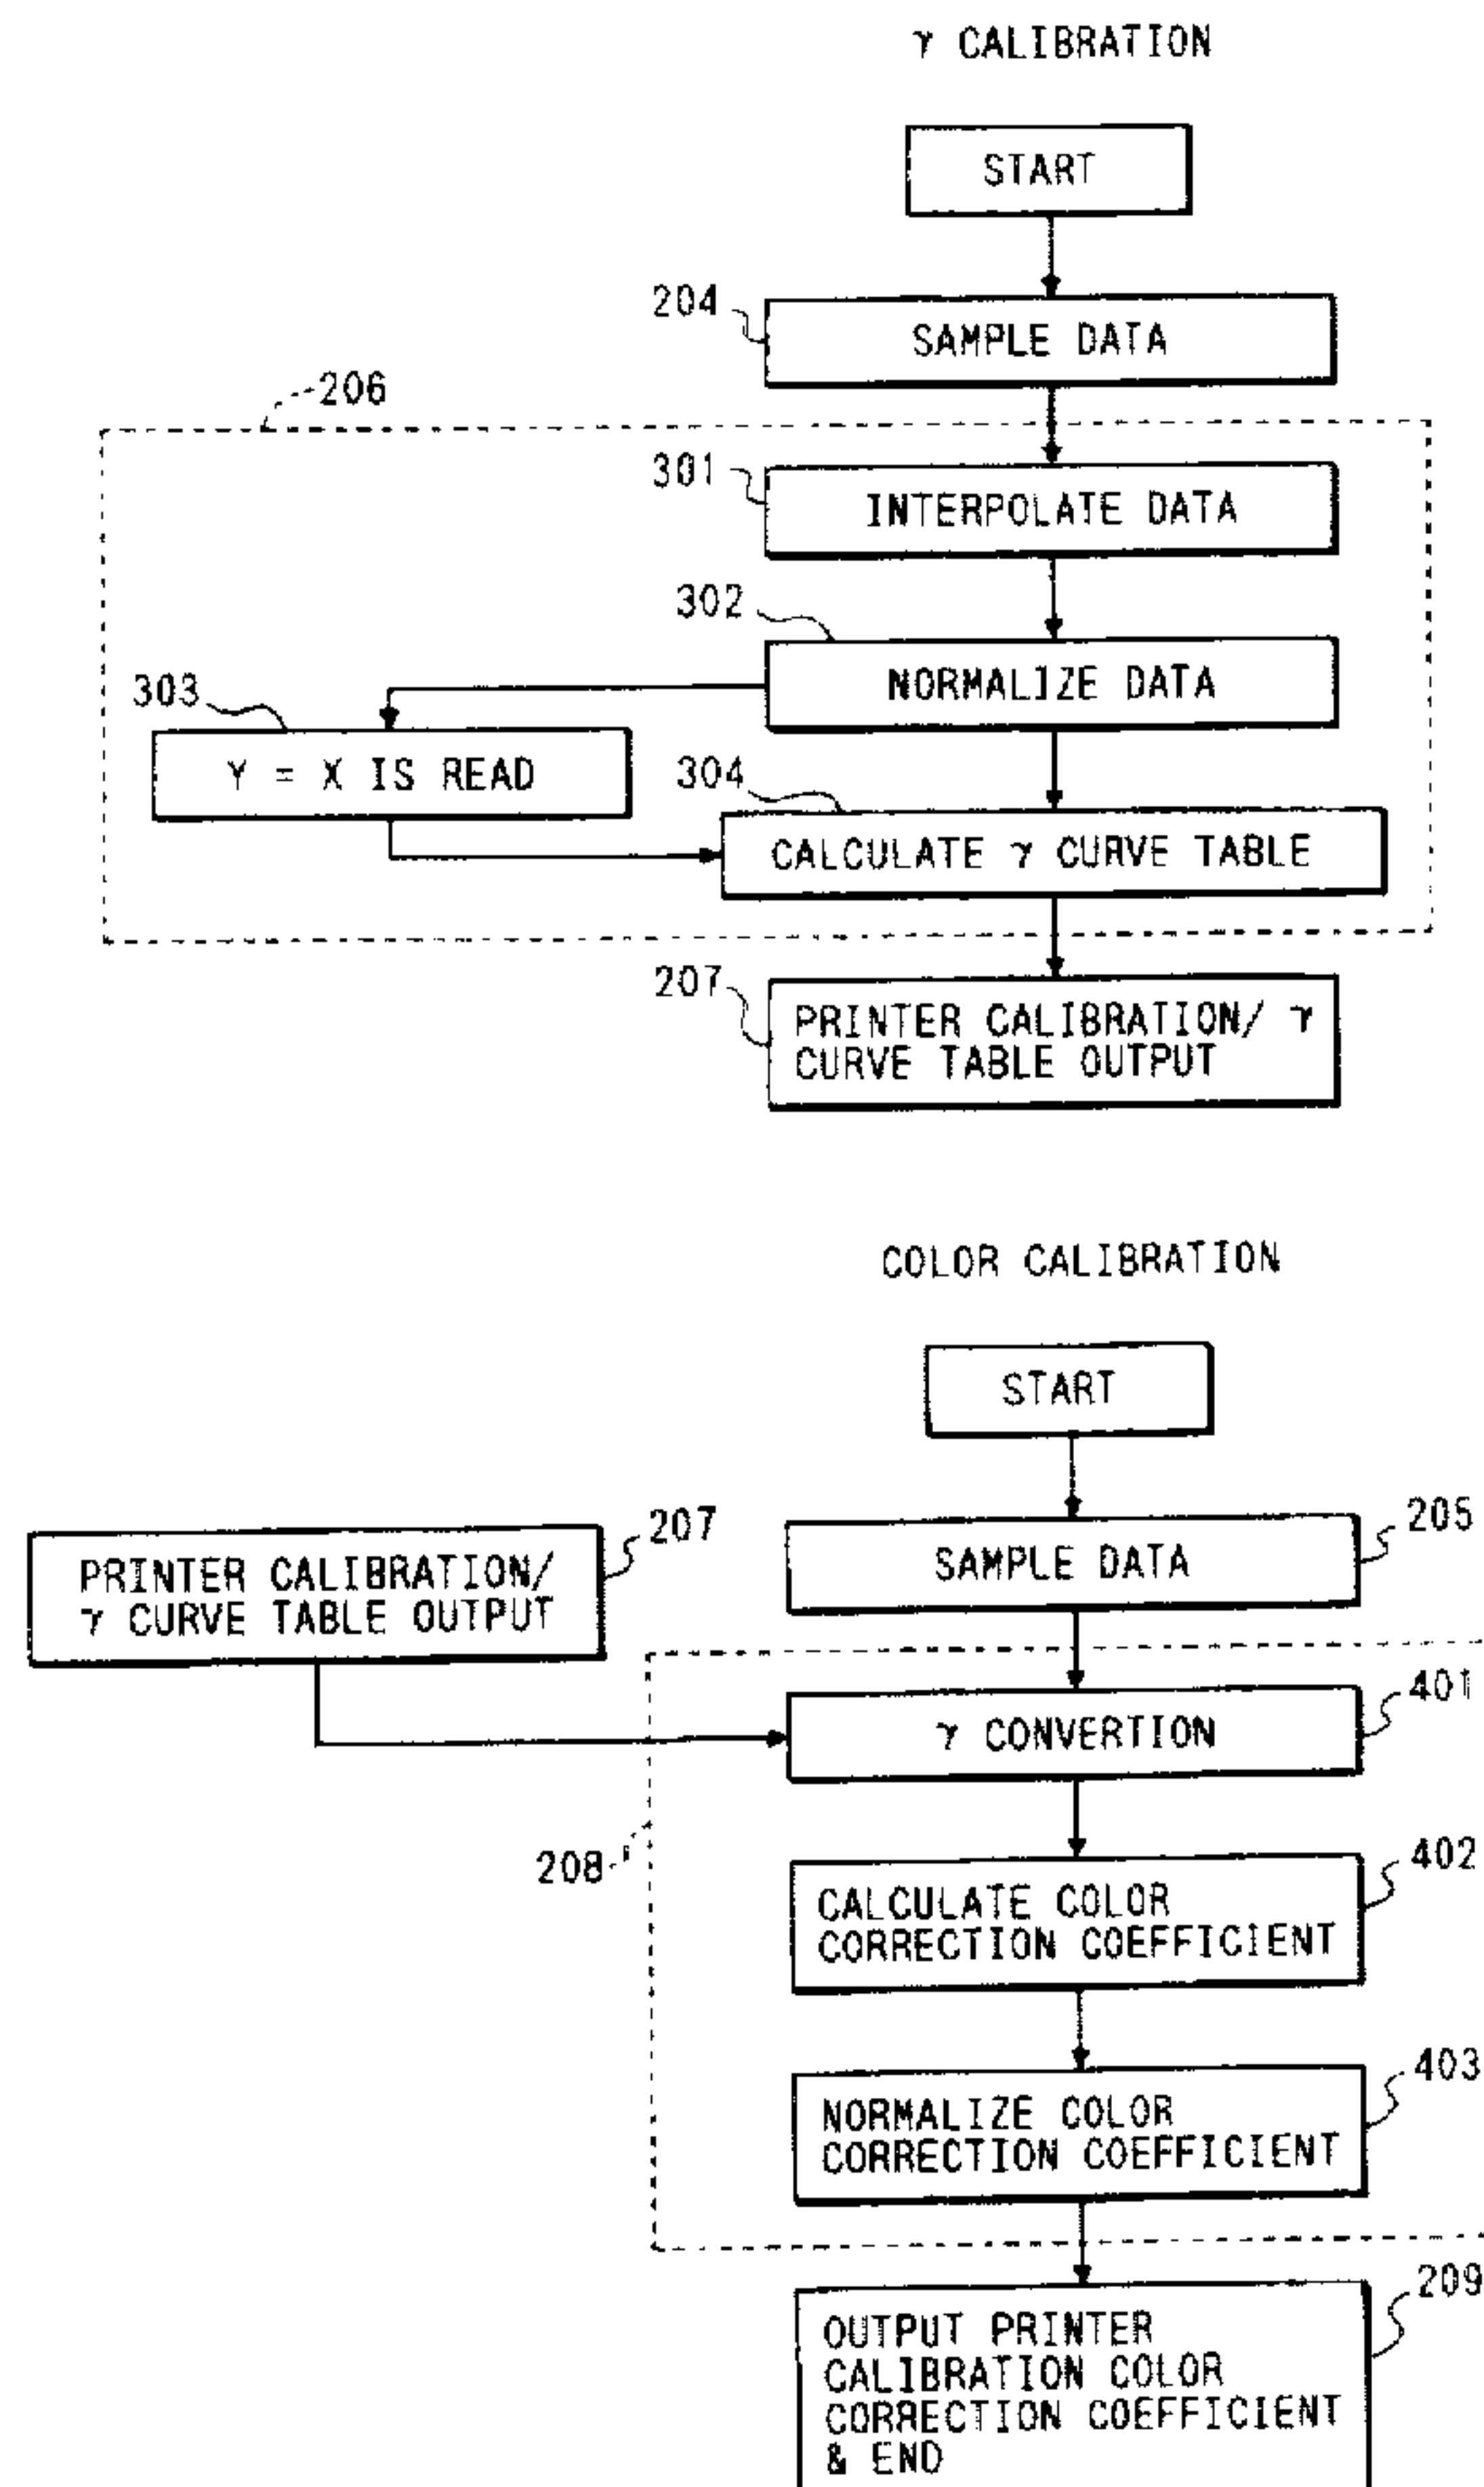 γ CALIBRATION
START
204
SAMPLE DATA
206
301
INTERPOLATE DATA
302
NORMALIZE DATA
303
Y = X IS READ
304
CALCULATE γ CURVE TABLE
207
PRINTER CALIBRATION/ γ
CURVE TABLE OUTPUT
COLOR CALIBRATION
START
207
PRINTER CALIBRATION/
γ CURVE TABLE OUTPUT
205
SAMPLE DATA
401
γ CONVERTION
208
402
CALCULATE COLOR
CORRECTION COEFFICIENT
403
NORMALIZE COLOR
CORRECTION COEFFICIENT
209
OUTPUT PRINTER
CALIBRATION COLOR
CORRECTION COEFFICIENT
& END